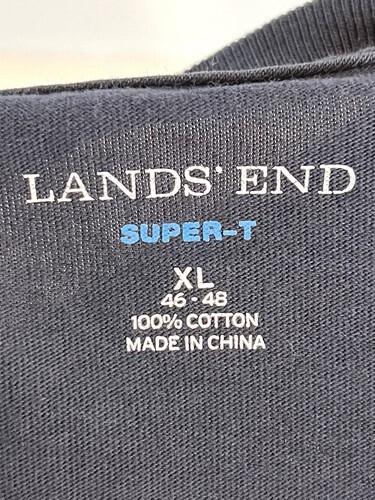 LANDS' END
SUPER-T
XL
46 - 48
100% COTTON
MADE IN CHINA